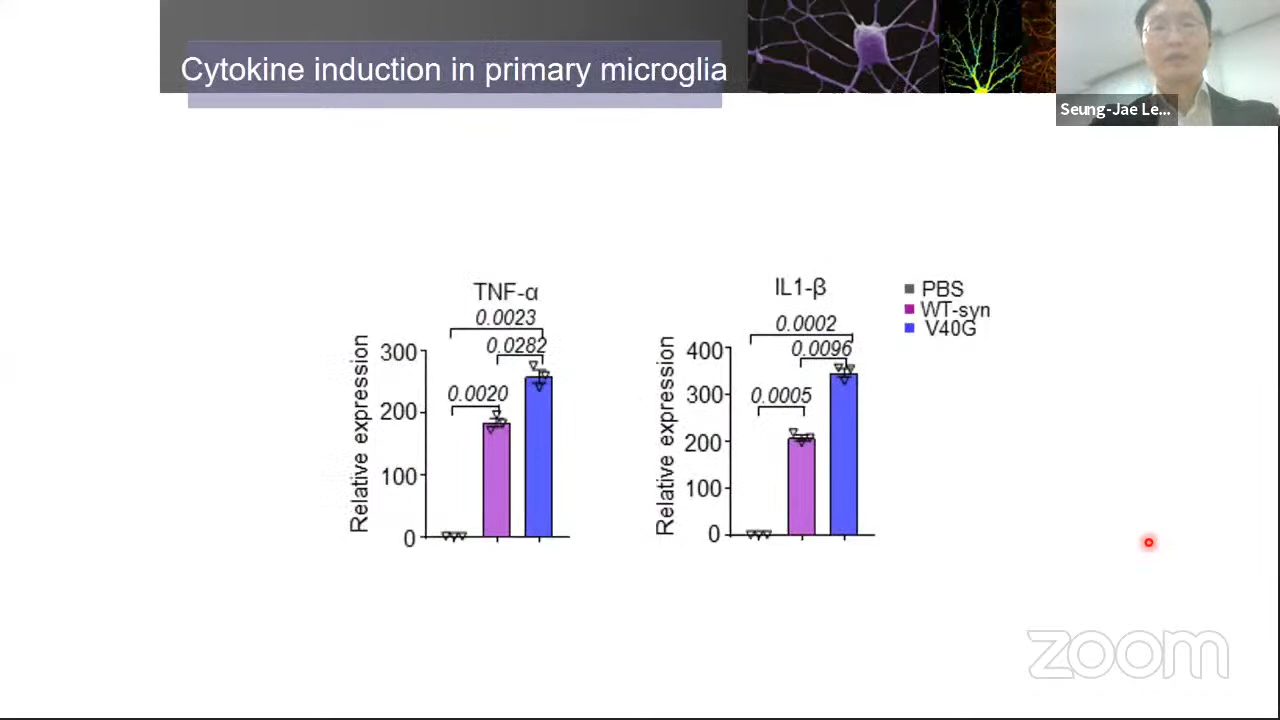 Cytokine induction in primary microglia
Seung-Jae Le...
TNF-α
0.0023
0.0282
0.0020
Relative expression
300
200
100
0
IL1-β
0.0002
0.0096
0.0005
Relative expression
400
300
200
100
0
PBS
WT-syn
V40G
zoom